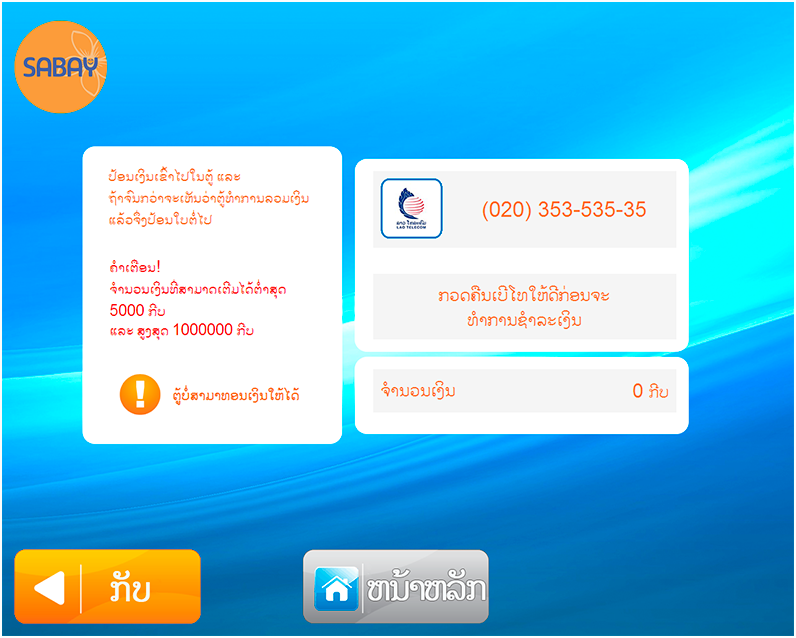 SABAY
ປ້ອນເງິນເຂົ້າໄປໃນຕູ້ ແລະ
ຖ້າຈົນກວ່າຈະເຫັນວ່າຕູ້ທຳການລວມເງິນ
ແລ້ວຈຶ່ງປ້ອນໃບຕໍ່ໄປ
ຄຳເຕືອນ!
ຈຳນວນເງິນທີ່ສາມາດເຕີມໄດ້ຕ່ຳສຸດ
5000 ກີບ
ແລະ ສູງສຸດ 1000000 ກີບ
ຕູ້ບໍ່ສາມາທອນເງິນໃຫ້ໄດ້
ລາວ ໂທລະຄົມ
LAO TELECOM
(020) 353-535-35
ກວດຄືນເບີໂທໃຫ້ດີກ່ອນຈະ
ທຳການຊຳລະເງິນ
ຈຳນວນເງິນ 0 ກີບ
ກັບ
ຫນ້າຫລັກ